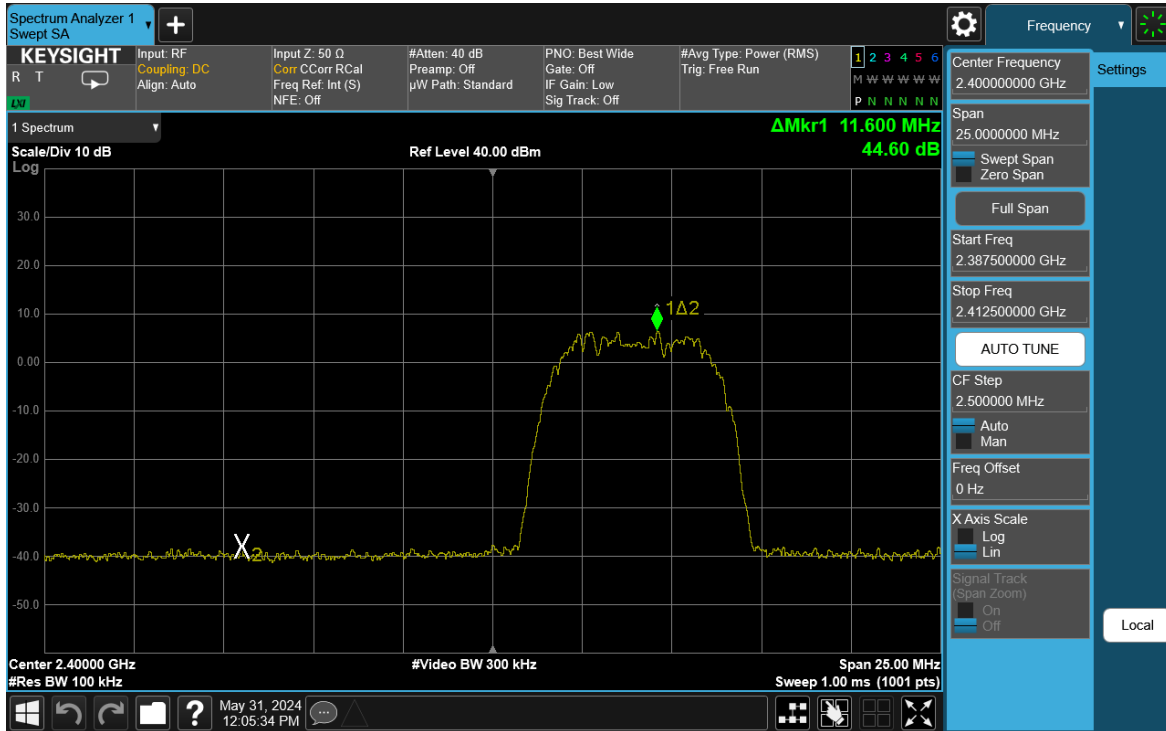 Spectrum Analyzer 1
Swept SA
+
Frequency
KEYSIGHT
R T
LXI
Input: RF
Coupling: DC
Align: Auto
Input Z: 50 Ω
Corr CCorr RCal
Freq Ref: Int (S)
NFE: Off
#Atten: 40 dB
Preamp: Off
µW Path: Standard
PNO: Best Wide
Gate: Off
IF Gain: Low
Sig Track: Off
#Avg Type: Power (RMS)
Trig: Free Run
1 2 3 4 5 6
M W W W W W
P N N N N N
1 Spectrum
Scale/Div 10 dB
Log
Ref Level 40.00 dBm
ΔMkr1 11.600 MHz
44.60 dB
30.0
20.0
10.0
0.00
-10.0
-20.0
-30.0
-40.0
-50.0
1Δ2
X2
Center 2.40000 GHz
#Res BW 100 kHz
#Video BW 300 kHz
Span 25.00 MHz
Sweep 1.00 ms (1001 pts)
Center Frequency
2.400000000 GHz
Settings
Span
25.0000000 MHz
Swept Span
Zero Span
Full Span
Start Freq
2.387500000 GHz
Stop Freq
2.412500000 GHz
AUTO TUNE
CF Step
2.500000 MHz
Auto
Man
Freq Offset
0 Hz
X Axis Scale
Log
Lin
Signal Track
(Span Zoom)
On
Off
Local
?
May 31, 2024
12:05:34 PM